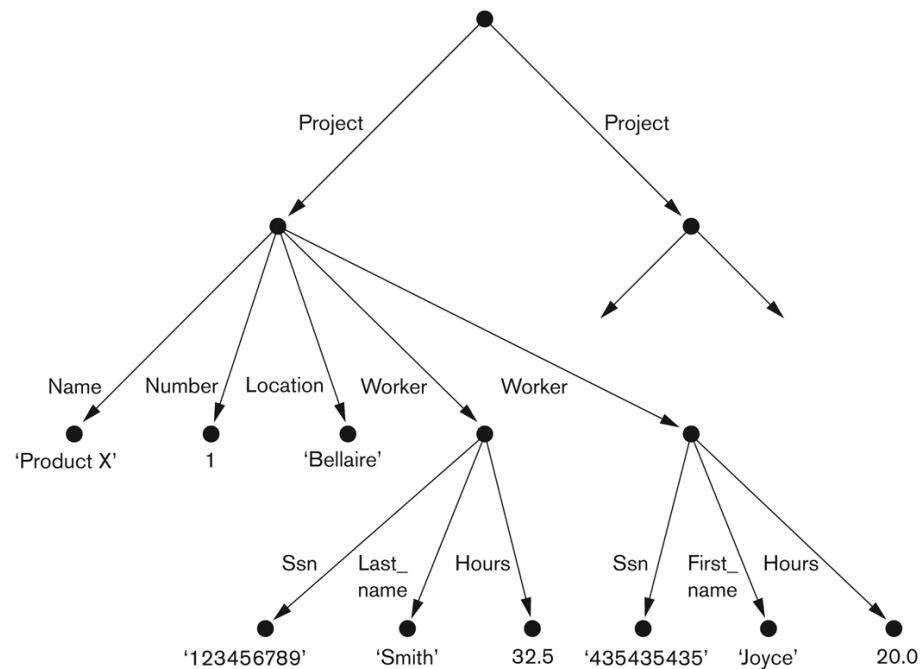 Project
Project
Name
Number
Location
Worker
Worker
‘Product X’
1
‘Bellaire’
Ssn
Last_
name
Hours
Ssn
First_
name
Hours
‘123456789’
‘Smith’
32.5
‘435435435’
‘Joyce’
20.0